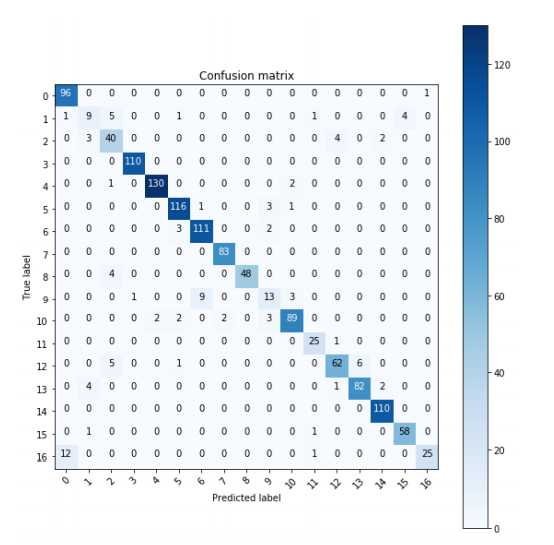 Confusion matrix
0 96 0 0 0 0 0 0 0 0 0 0 0 0 0 0 0 1
1 1 9 5 0 0 1 0 0 0 0 0 1 0 0 0 4 0
2 0 3 40 0 0 0 0 0 0 0 0 0 4 0 2 0 0
3 0 0 0 110 0 0 0 0 0 0 0 0 0 0 0 0 0
4 0 0 1 0 130 0 0 0 0 0 2 0 0 0 0 0 0
5 0 0 0 0 0 116 1 0 0 3 1 0 0 0 0 0 0
6 0 0 0 0 0 3 111 0 0 2 0 0 0 0 0 0 0
7 0 0 0 0 0 0 0 83 0 0 0 0 0 0 0 0 0
8 0 0 4 0 0 0 0 0 48 0 0 0 0 0 0 0 0
9 0 0 0 1 0 0 9 0 0 13 3 0 0 0 0 0 0
10 0 0 0 0 2 2 0 2 0 3 89 0 0 0 0 0 0
11 0 0 0 0 0 0 0 0 0 0 0 25 1 0 0 0 0
12 0 0 5 0 0 1 0 0 0 0 0 0 62 6 0 0 0
13 0 4 0 0 0 0 0 0 0 0 0 0 1 82 2 0 0
14 0 0 0 0 0 0 0 0 0 0 0 0 0 0 110 0 0
15 0 1 0 0 0 0 0 0 0 0 0 1 0 0 0 58 0
16 12 0 0 0 0 0 0 0 0 0 0 1 0 0 0 0 25
0 1 2 3 4 5 6 7 8 9 10 11 12 13 14 15 16
True label
Predicted label
120
100
80
60
40
20
0